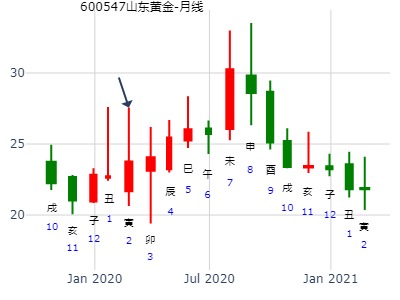 600547山东黄金-月线
30
25
20
戌
10
亥
11
子
12
丑
1
寅
2
卯
3
辰
4
巳
5
午
6
未
7
申
8
酉
9
戌
10
亥
11
子
12
丑
1
寅
2
Jan 2020
Jul 2020
Jan 2021